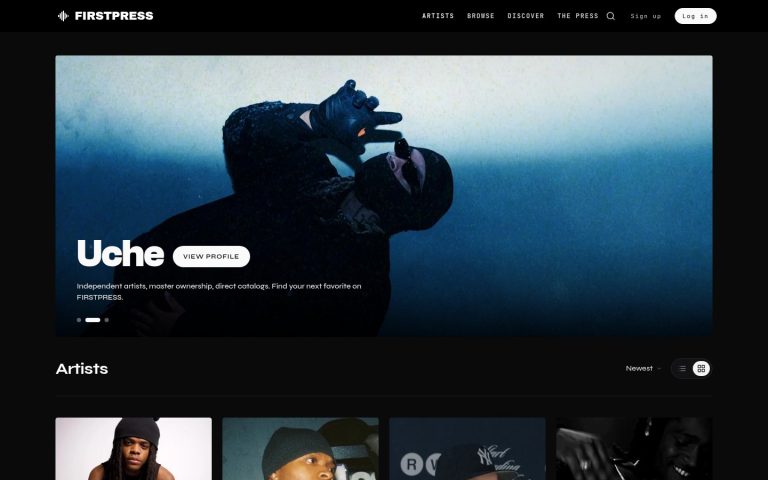 FIRSTPRESS
ARTISTS BROWSE DISCOVER THE PRESS Sign up Log in
Uche VIEW PROFILE
Independent artists, master ownership, direct catalogs. Find your next favorite on
FIRSTPRESS.
Artists
Newest
R